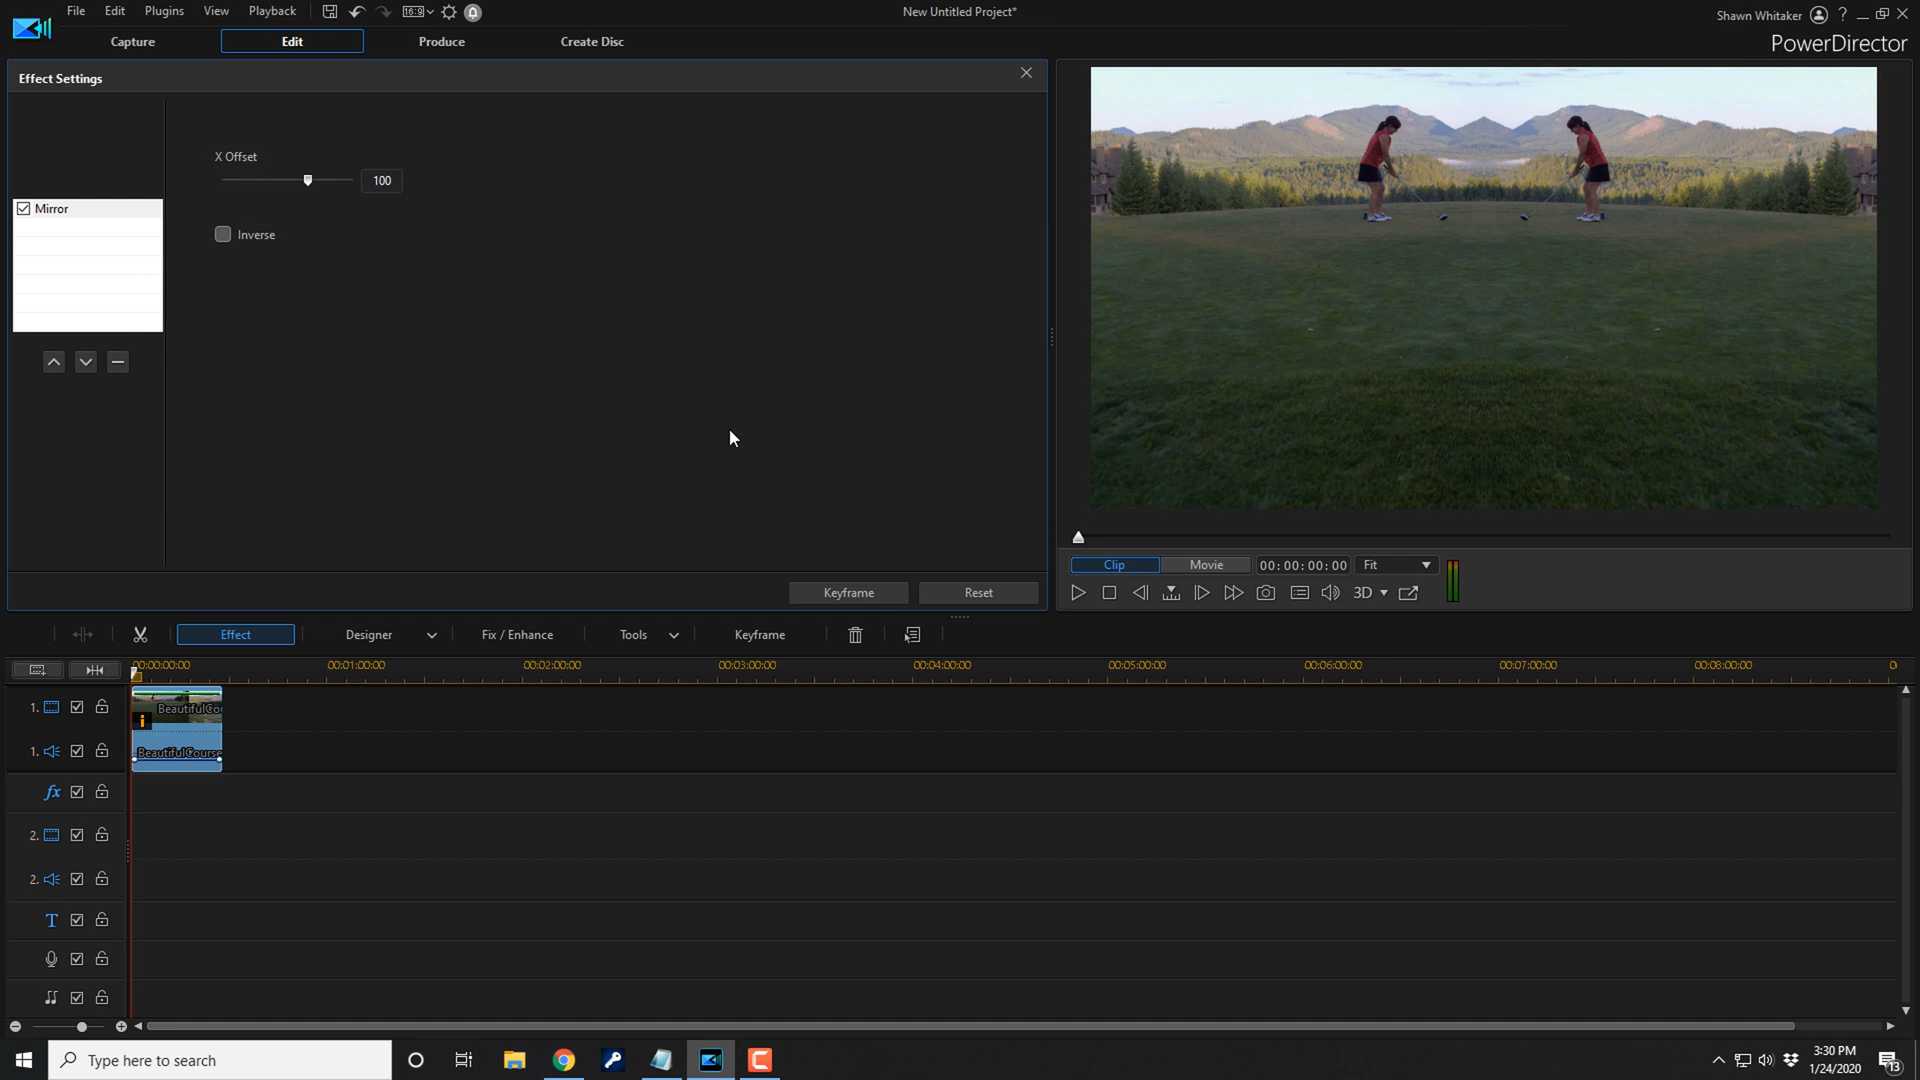 File Edit Plugins View Playback 16:9 New Untitled Project* Shawn Whitaker ?
Capture Edit Produce Create Disc PowerDirector
Effect Settings
X Offset
100
Mirror
Inverse
Keyframe Reset
Clip Movie 00:00:00:00 Fit
3D
Effect Designer Fix / Enhance Tools Keyframe
00:00:00:00 00:01:00:00 00:02:00:00 00:03:00:00 00:04:00:00 00:05:00:00 00:06:00:00 00:07:00:00 00:08:00:00
1. BeautifulCo
i
1. BeautifulCourse
fx
2.
2.
T
Type here to search
3:30 PM
1/24/2020
13